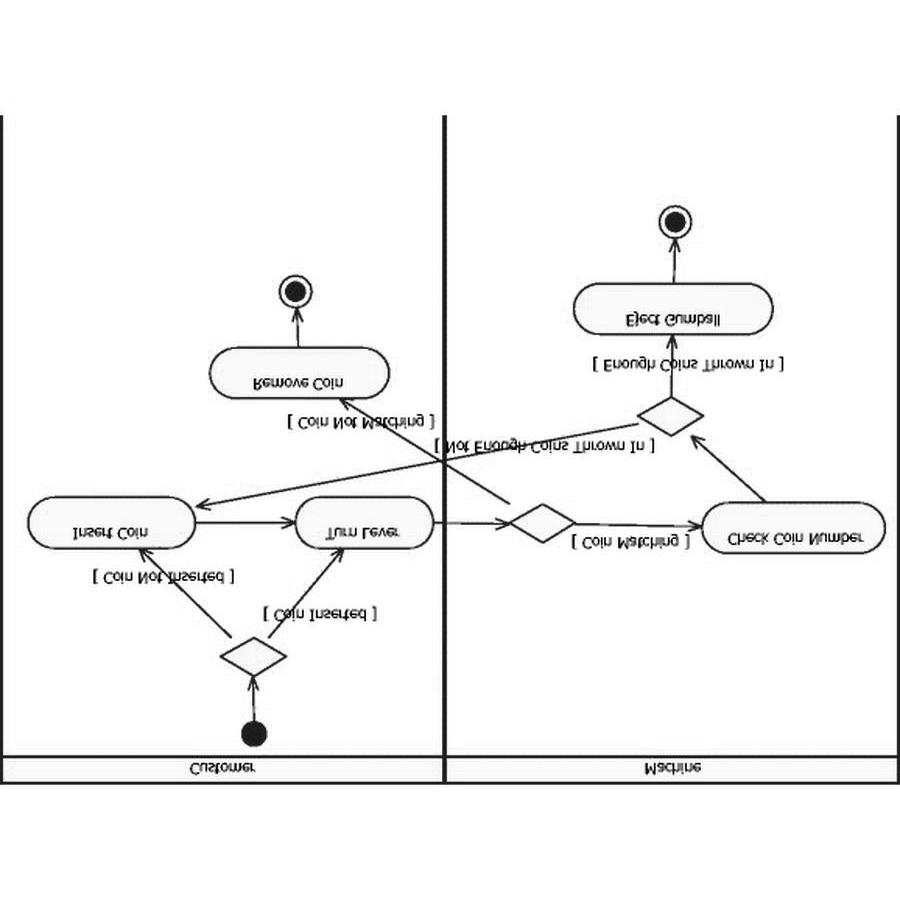 Customer
Machine
[ Coin Inserted ]
[ Coin Not Inserted ]
Insert Coin
Turn Lever
[ Coin Matching ]
Check Coin Number
[ Not Enough Coins Thrown In ]
[ Coin Not Matching ]
Remove Coin
[ Enough Coins Thrown In ]
Eject Gumball